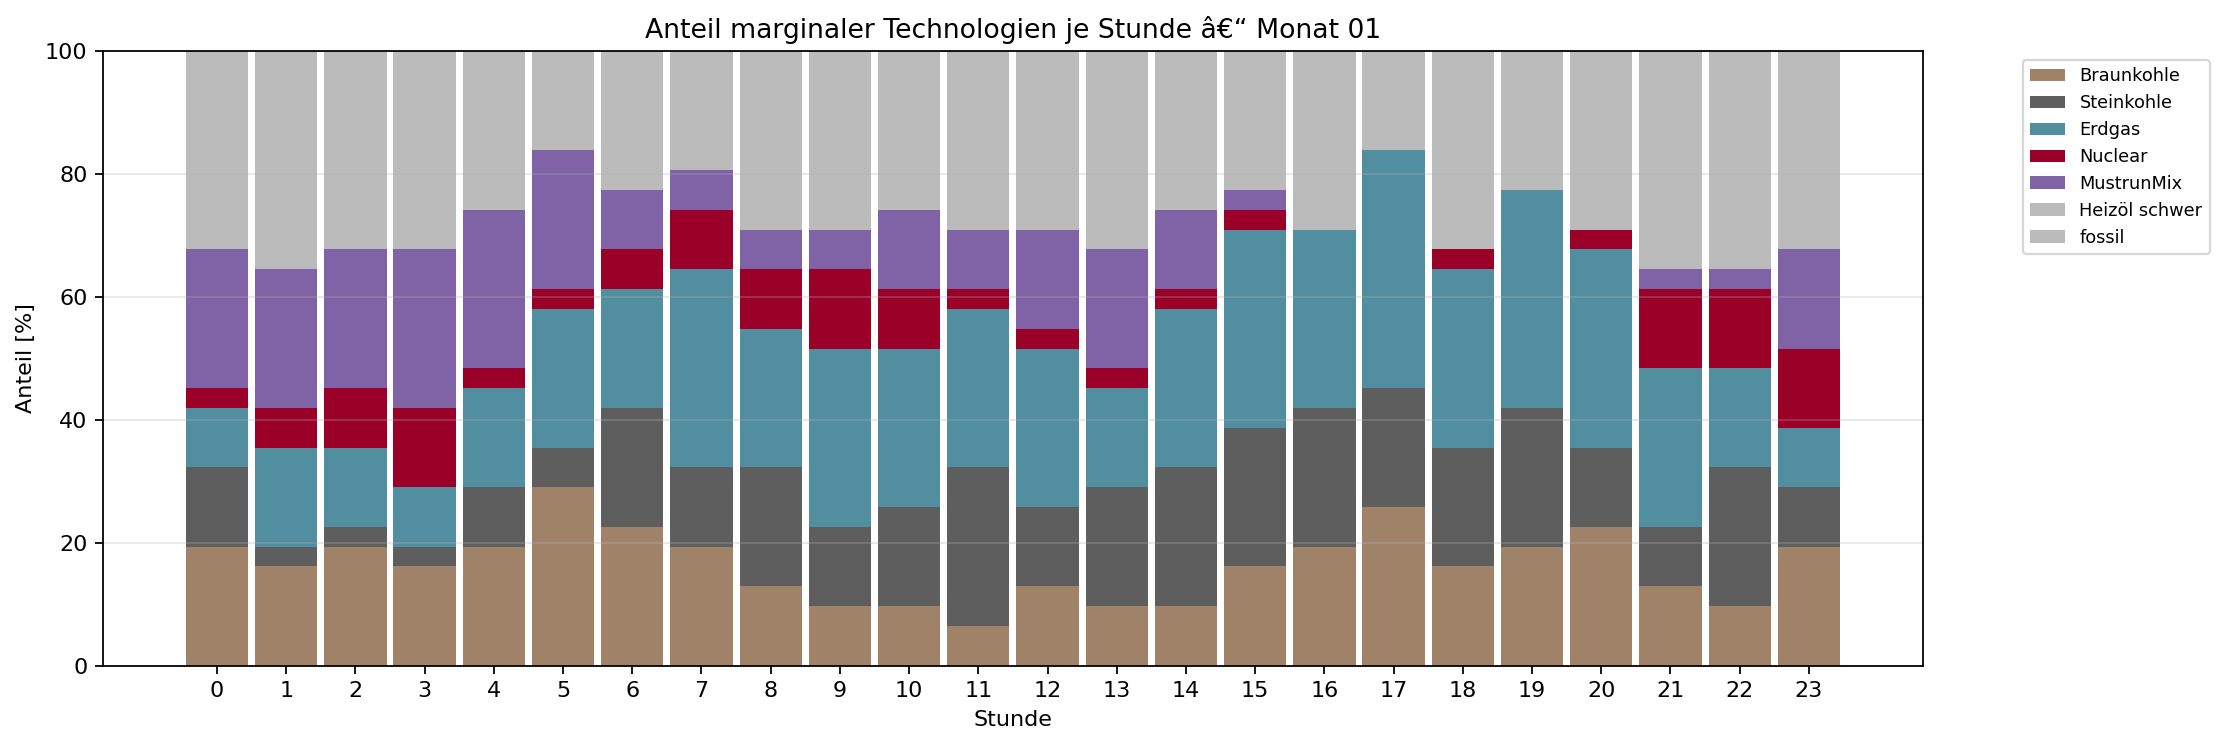 Anteil marginaler Technologien je Stunde â€“ Monat 01
Anteil [%]
100
80
60
40
20
0
0 1 2 3 4 5 6 7 8 9 10 11 12 13 14 15 16 17 18 19 20 21 22 23
Stunde
Braunkohle
Steinkohle
Erdgas
Nuclear
MustrunMix
Heizöl schwer
fossil